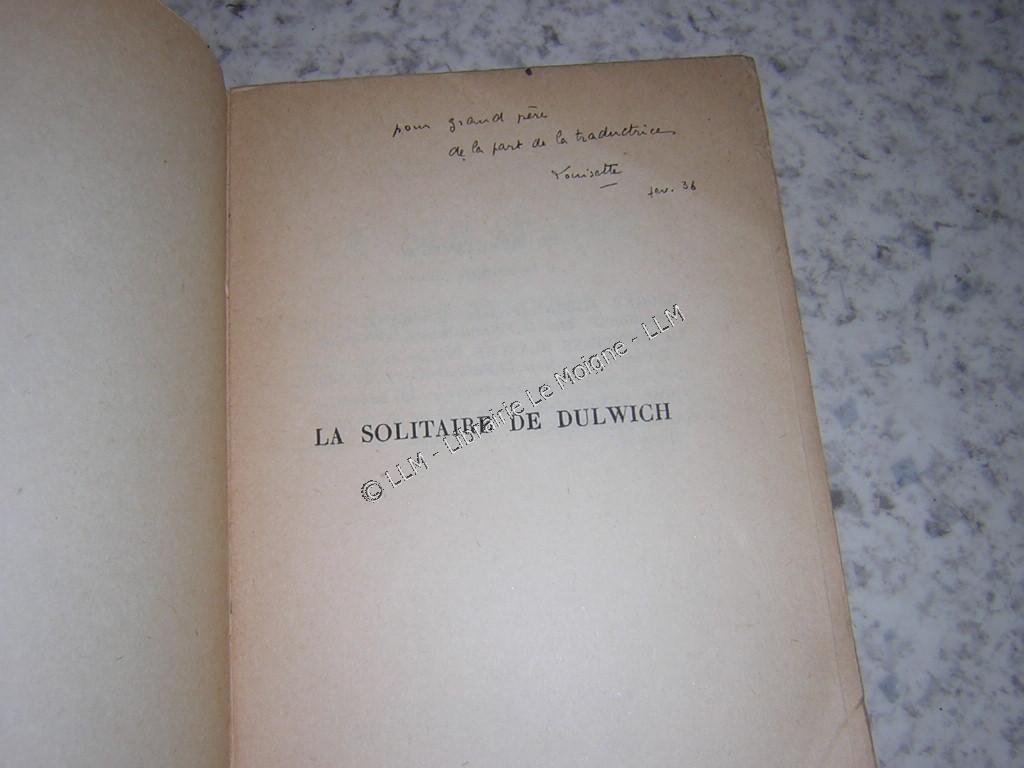 pour grand père
de la part de la traductrice
Louisette
fev. 36
LA SOLITAIRE DE DULWICH
© LLM - Librairie Le Moigne - LLM